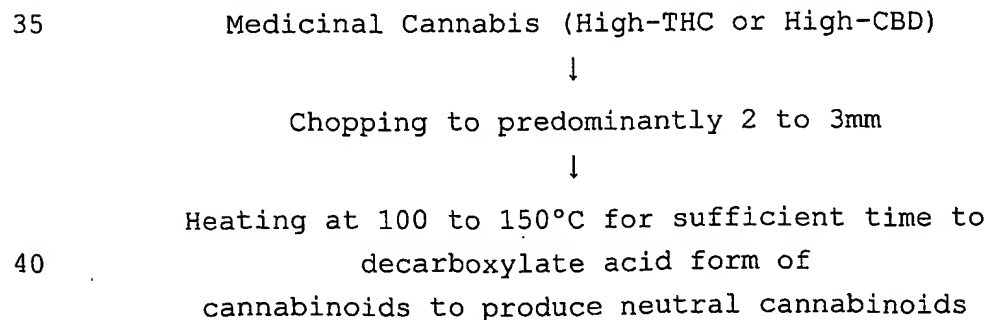 35 Medicinal Cannabis (High-THC or High-CBD)
↓
Chopping to predominantly 2 to 3mm
↓
Heating at 100 to 150°C for sufficient time to
40 decarboxylate acid form of
cannabinoids to produce neutral cannabinoids